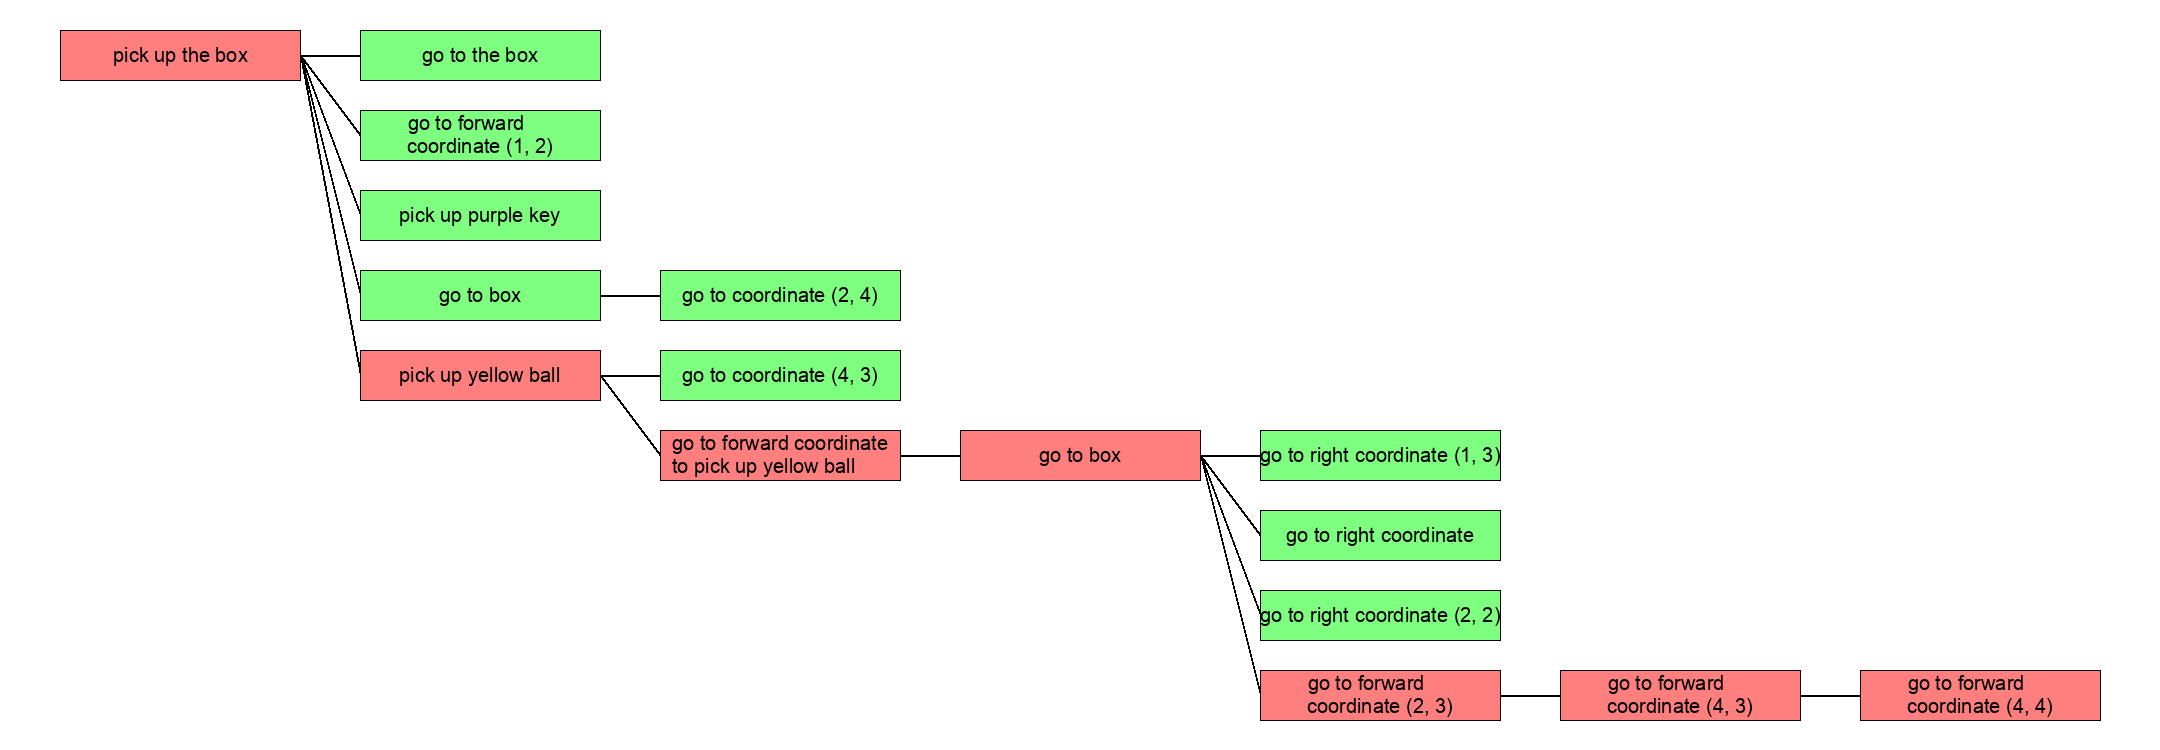 pick up the box
go to the box
go to forward
coordinate (1, 2)
pick up purple key
go to box
go to coordinate (2, 4)
pick up yellow ball
go to coordinate (4, 3)
go to forward coordinate
to pick up yellow ball
go to box
go to right coordinate (1, 3)
go to right coordinate
go to right coordinate (2, 2)
go to forward
coordinate (2, 3)
go to forward
coordinate (4, 3)
go to forward
coordinate (4, 4)